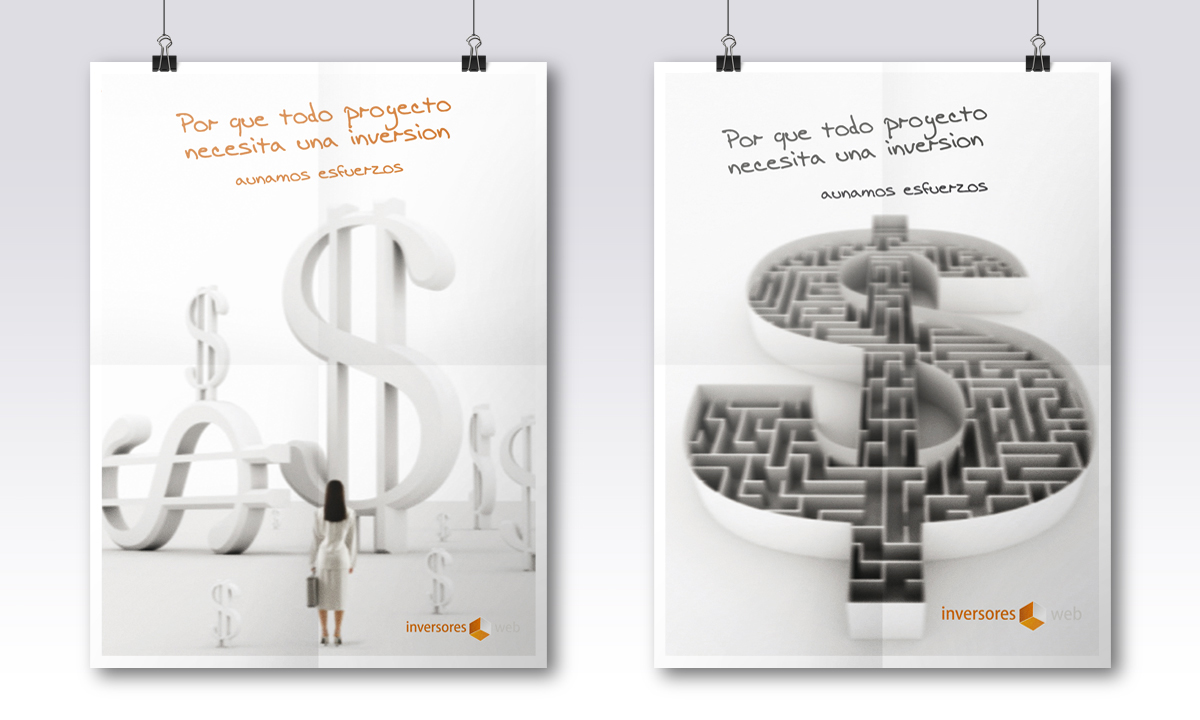 Por que todo proyecto
necesita una inversion
aunamos esfuerzos
inversores web
Por que todo proyecto
necesita una inversion
aunamos esfuerzos
inversores web